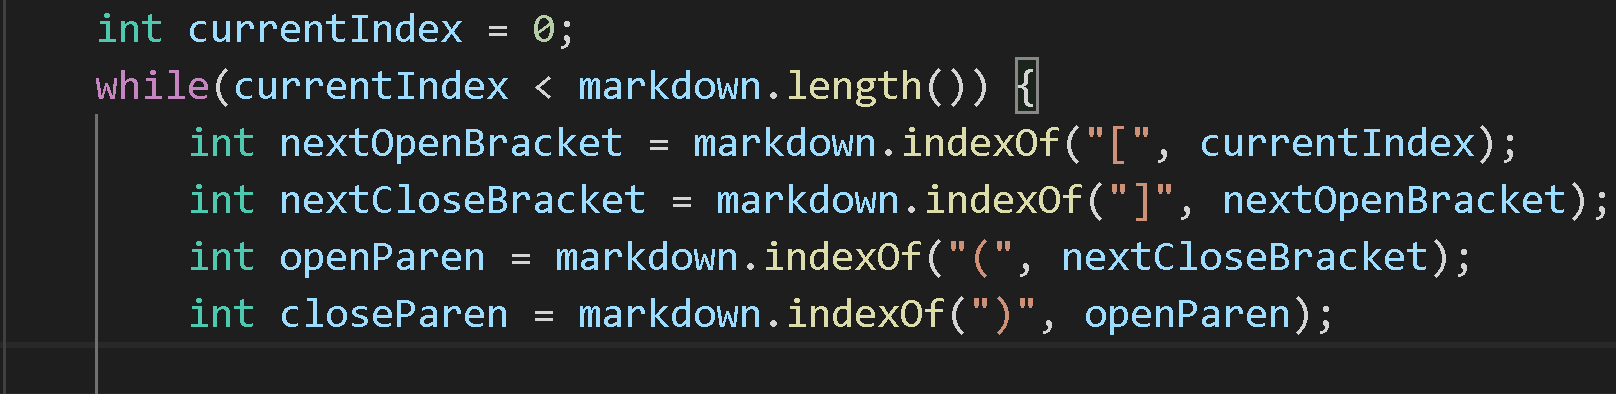 int currentIndex = 0;
while(currentIndex < markdown.length()) {
int nextOpenBracket = markdown.indexOf("[", currentIndex);
int nextCloseBracket = markdown.indexOf("]", nextOpenBracket);
int openParen = markdown.indexOf("(", nextCloseBracket);
int closeParen = markdown.indexOf(")", openParen);